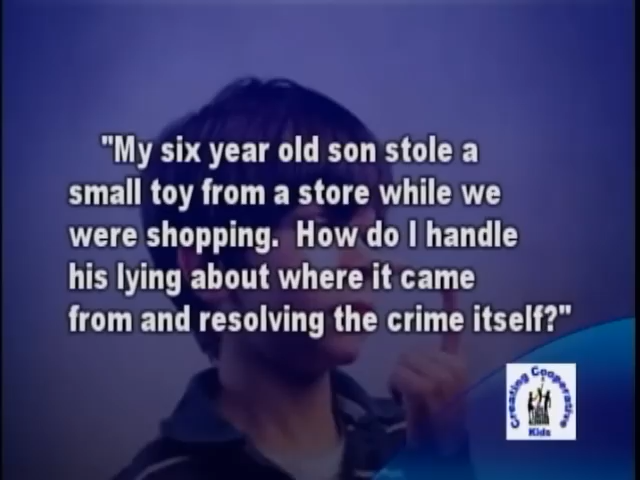 "My six year old son stole a
small toy from a store while we
were shopping.  How do I handle
his lying about where it came
from and resolving the crime itself?"
Creating Cooperative
Kids